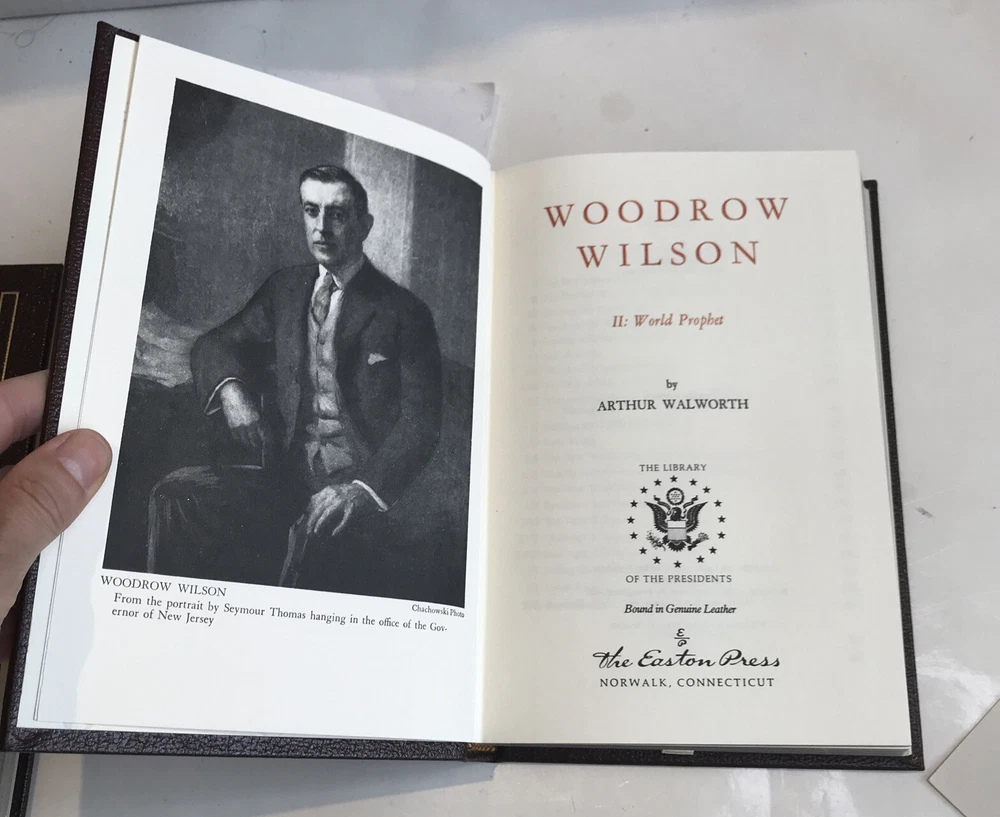 WOODROW WILSON
Chachowski Photo
From the portrait by Seymour Thomas hanging in the office of the Gov-
ernor of New Jersey
WOODROW
WILSON
II: World Prophet
by
ARTHUR WALWORTH
THE LIBRARY
OF THE PRESIDENTS
Bound in Genuine Leather
The Easton Press
NORWALK, CONNECTICUT